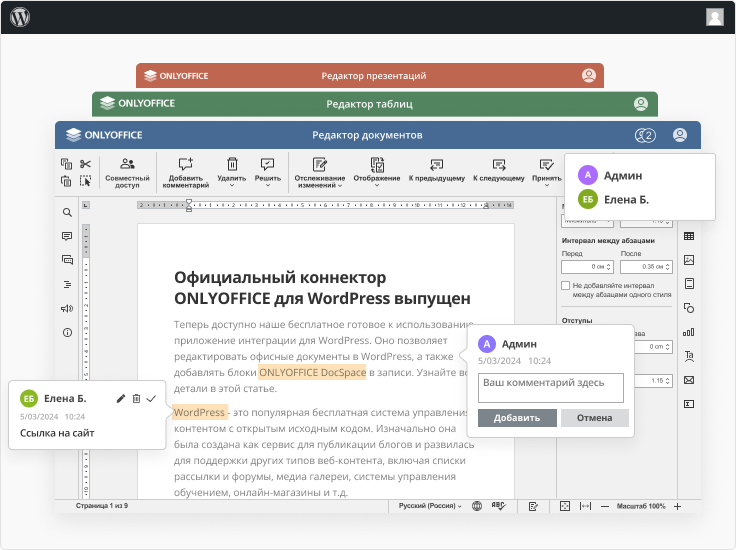 ONLYOFFICE
Редактор презентаций
ONLYOFFICE
Редактор таблиц
ONLYOFFICE
Редактор документов
2
Совместный
доступ
Добавить
комментарий
Удалить
Решить
Отслеживание
изменений
Отображение
К предыдущему
К следующему
Принять
А
Админ
ЕБ
Елена Б.
Интервал между абзацами
Перед
После
0 см
0.35 см
Не добавляйте интервал
между абзацами одного стиля
Отступы
0 см
1.15
Официальный коннектор
ONLYOFFICE для WordPress выпущен
Теперь доступно наше бесплатное готовое к использованию
приложение интеграции для WordPress. Оно позволяет
редактировать офисные документы в WordPress, а также
добавлять блоки ONLYOFFICE DocSpace в записи. Узнайте
детали в этой статье.
WordPress - это популярная бесплатная система управления
контентом с открытым исходным кодом. Изначально она
была создана как сервис для публикации блогов и развилась
для поддержки других типов веб-контента, включая списки
рассылки и форумы, медиа галереи, системы управления
обучением, онлайн-магазины и т.д.
А
Админ
5/03/2024 10:24
Ваш комментарий здесь
Добавить
Отмена
ЕБ
Елена Б.
5/03/2024 10:24
Ссылка на сайт
Страница 1 из 9
Русский (Россия)
Масштаб 100%